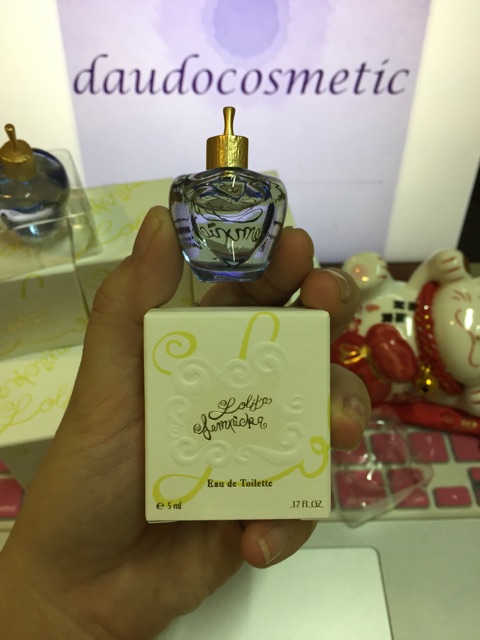 daudocosmetic
Lolita
Lempicka
Eau de Toilette
e 5 ml
.17 FL.OZ.